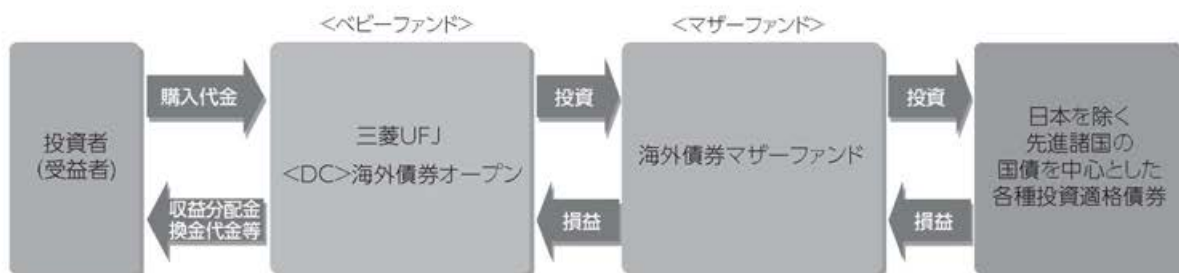 <ベビーファンド>
<マザーファンド>
投資者
(受益者)
購入代金
収益分配金
換金代金等
三菱UFJ
<DC>海外債券オープン
投資
損益
海外債券マザーファンド
投資
損益
日本を除く
先進諸国の
国債を中心とした
各種投資適格債券